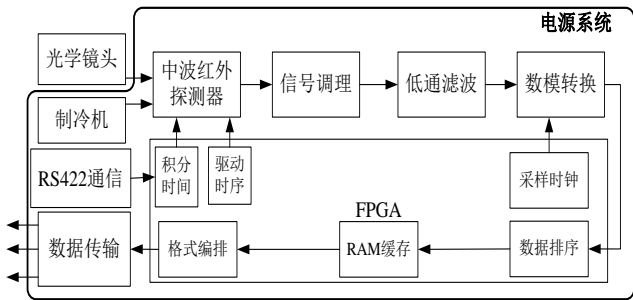 电源系统
光学镜头
中波红外
探测器
信号调理
低通滤波
数模转换
制冷机
RS422通信
积分
时间
驱动
时序
采样时钟
FPGA
数据传输
格式编排
RAM缓存
数据排序